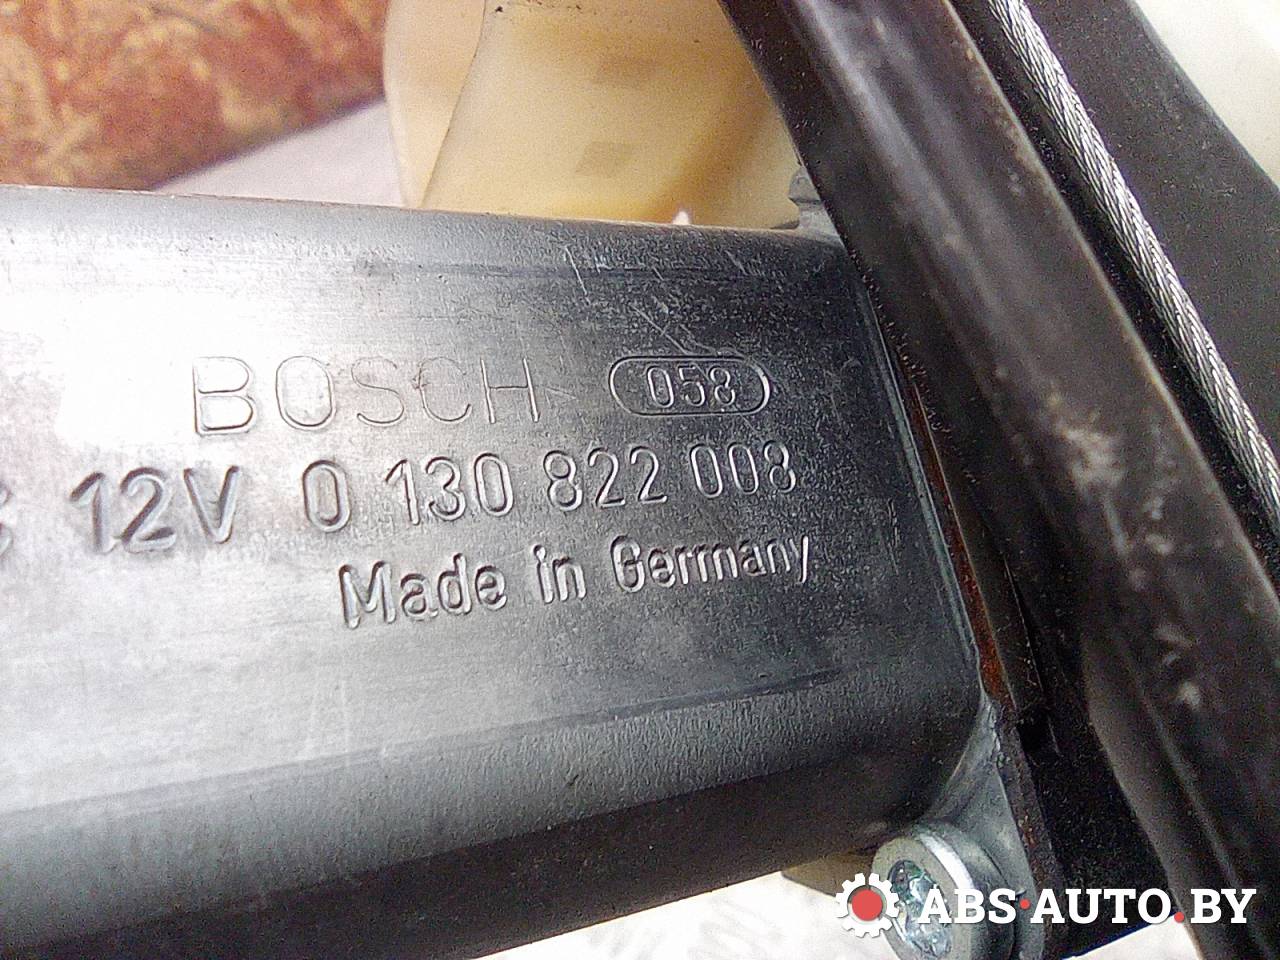 BOSCH 058
12V 0 130 822 008
Made in Germany
ABS·AUTO.BY